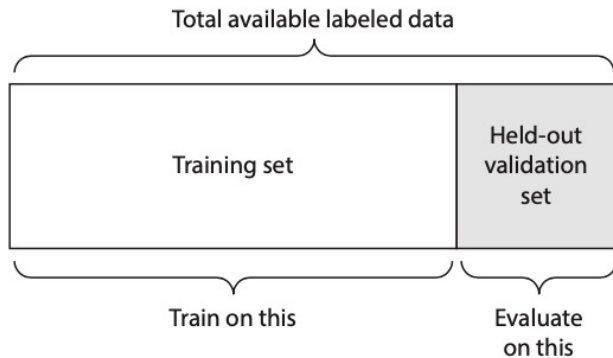 Total available labeled data
Training set
Held-out
validation
set
Train on this
Evaluate
on this